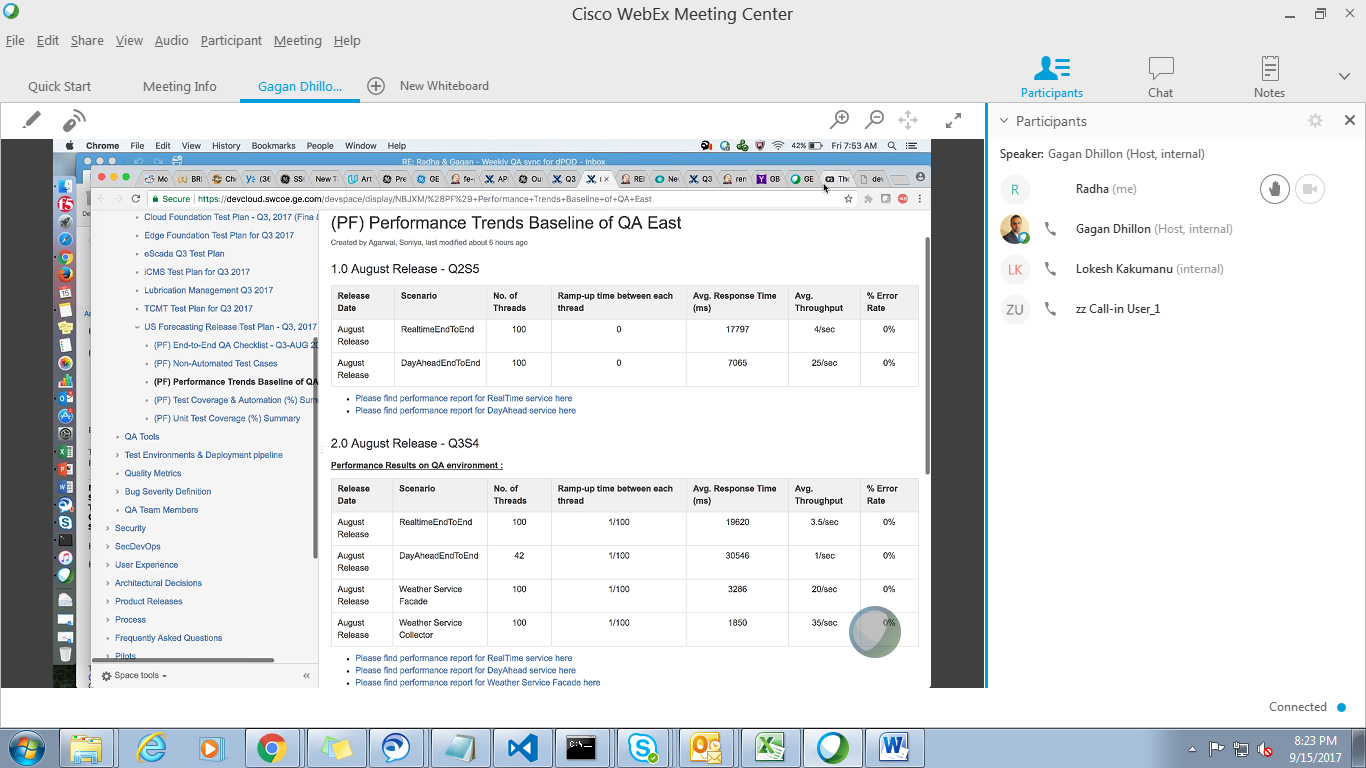 Cisco WebEx Meeting Center
File Edit Share View Audio Participant Meeting Help
Quick Start
Meeting Info
Gagan Dhillo...
New Whiteboard
Participants
Chat
Notes
Chrome File Edit View History Bookmarks People Window Help
42% Fri 7:53 AM
RE: Radha & Gagan - Weekly QA sync for dPOD - Inbox
Secure https://devcloud.swcoe.ge.com/devspace/display/NBJXM/%28PF%29+Performance+Trends+Baseline+of+QA+East
Cloud Foundation Test Plan - Q3, 2017 (Fina &
Edge Foundation Test Plan for Q3 2017
eScada Q3 Test Plan
iCMS Test Plan for Q3 2017
Lubrication Management Q3 2017
TCMT Test Plan for Q3 2017
US Forecasting Release Test Plan - Q3, 2017
(PF) End-to-End QA Checklist - Q3-AUG 20
(PF) Non-Automated Test Cases
(PF) Performance Trends Baseline of QA
(PF) Test Coverage & Automation (%) Sum
(PF) Unit Test Coverage (%) Summary
QA Tools
Test Environments & Deployment pipeline
Quality Metrics
Bug Severity Definition
QA Team Members
Security
SecDevOps
User Experience
Architectural Decisions
Product Releases
Process
Frequently Asked Questions
Pilots
Space tools
(PF) Performance Trends Baseline of QA East
Created by Agarwal, Soniya, last modified about 6 hours ago
1.0 August Release - Q2S5
Release Date Scenario No. of Threads Ramp-up time between each thread Avg. Response Time (ms) Avg. Throughput % Error Rate
August Release RealtimeEndToEnd 100 0 17797 4/sec 0%
August Release DayAheadEndToEnd 100 0 7065 25/sec 0%
Please find performance report for RealTime service here
Please find performance report for DayAhead service here
2.0 August Release - Q3S4
Performance Results on QA environment :
Release Date Scenario No. of Threads Ramp-up time between each thread Avg. Response Time (ms) Avg. Throughput % Error Rate
August Release RealtimeEndToEnd 100 1/100 19620 3.5/sec 0%
August Release DayAheadEndToEnd 42 1/100 30546 1/sec 0%
August Release Weather Service Facade 100 1/100 3286 20/sec 0%
August Release Weather Service Collector 100 1/100 1850 35/sec 0%
Please find performance report for RealTime service here
Please find performance report for DayAhead service here
Please find performance report for Weather Service Facade here
Participants
Speaker: Gagan Dhillon (Host, internal)
R Radha (me)
Gagan Dhillon (Host, internal)
LK Lokesh Kakumanu (internal)
ZU zz Call-in User_1
Connected
8:23 PM
9/15/2017